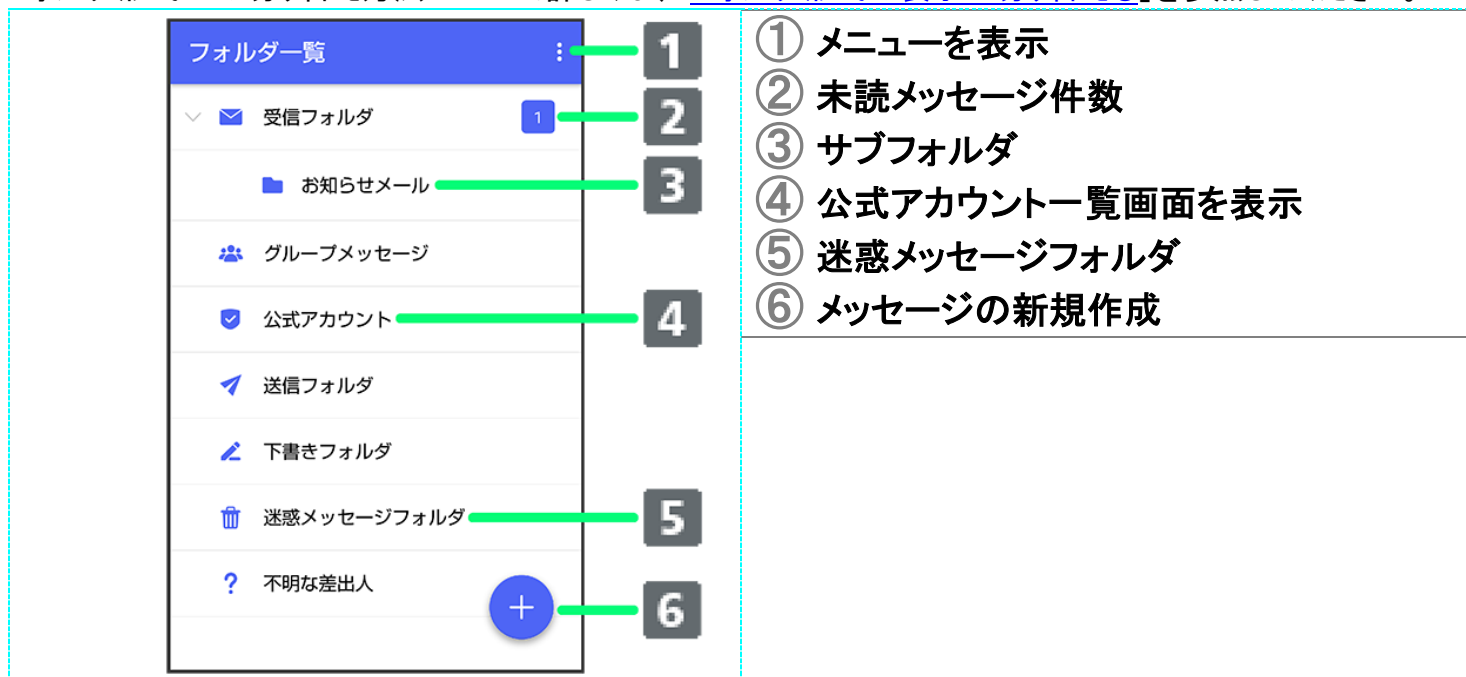 フォルダ一覧
1
受信フォルダ
1
2
お知らせメール
3
グループメッセージ
公式アカウント
4
送信フォルダ
下書きフォルダ
迷惑メッセージフォルダ
5
不明な差出人
6
① メニューを表示
② 未読メッセージ件数
③ サブフォルダ
④ 公式アカウント一覧画面を表示
⑤ 迷惑メッセージフォルダ
⑥ メッセージの新規作成